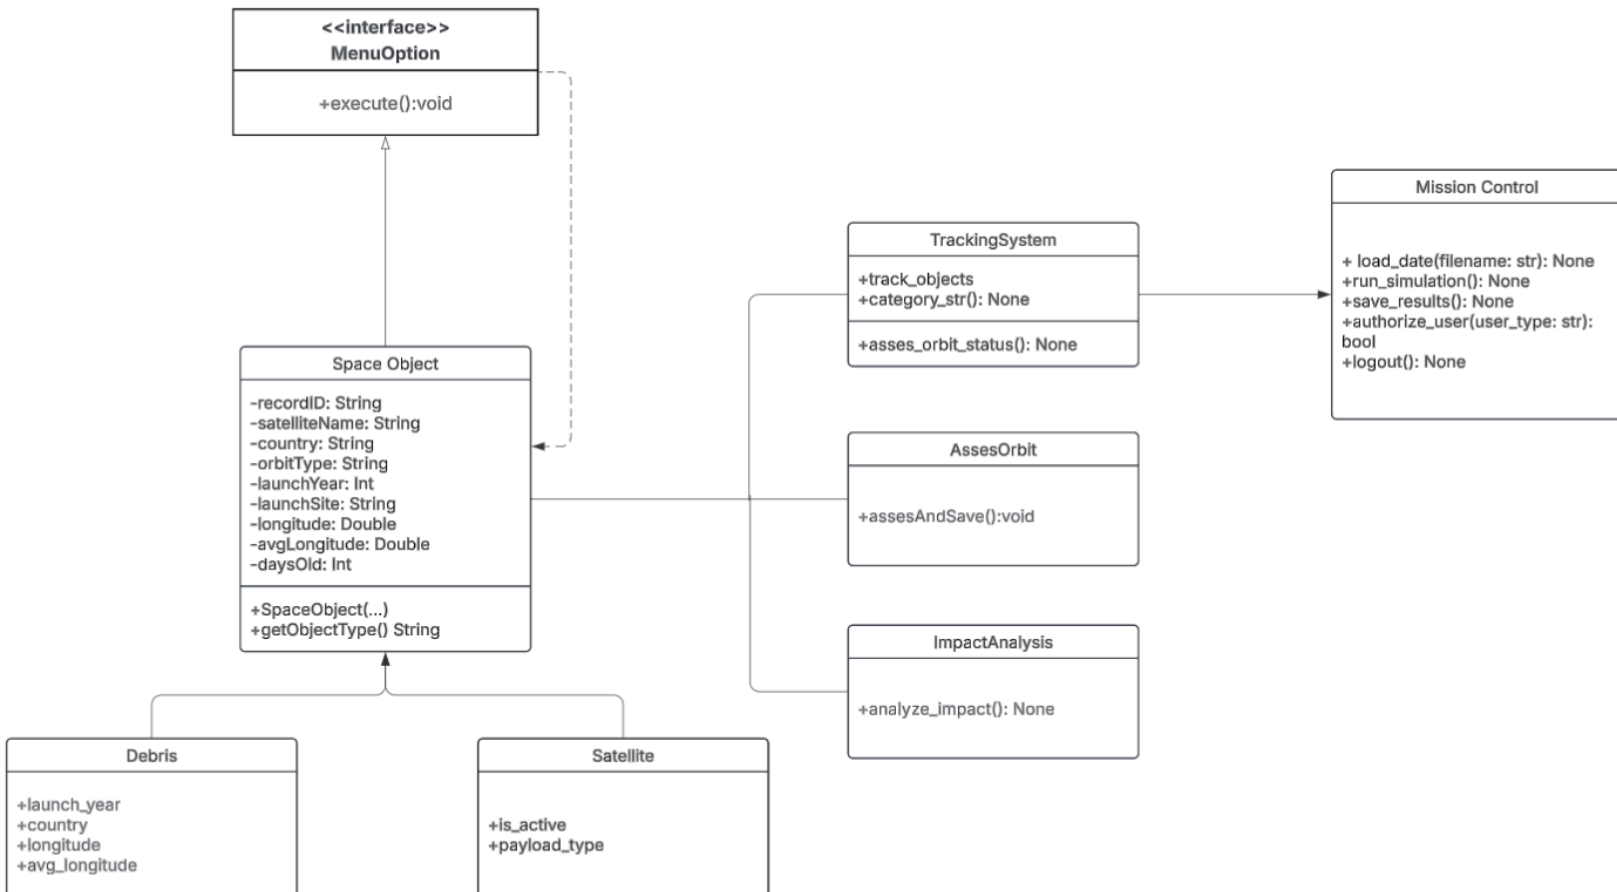 <<interface>>
MenuOption
+execute():void
Space Object
-recordID: String
-satelliteName: String
-country: String
-orbitType: String
-launchYear: Int
-launchSite: String
-longitude: Double
-avgLongitude: Double
-daysOld: Int
+SpaceObject(...)
+getObjectType() String
Debris
+launch_year
+country
+longitude
+avg_longitude
Satellite
+is_active
+payload_type
TrackingSystem
+track_objects
+category_str(): None
+asses_orbit_status(): None
AssesOrbit
+assesAndSave():void
ImpactAnalysis
+analyze_impact(): None
Mission Control
+ load_date(filename: str): None
+run_simulation(): None
+save_results(): None
+authorize_user(user_type: str):
bool
+logout(): None